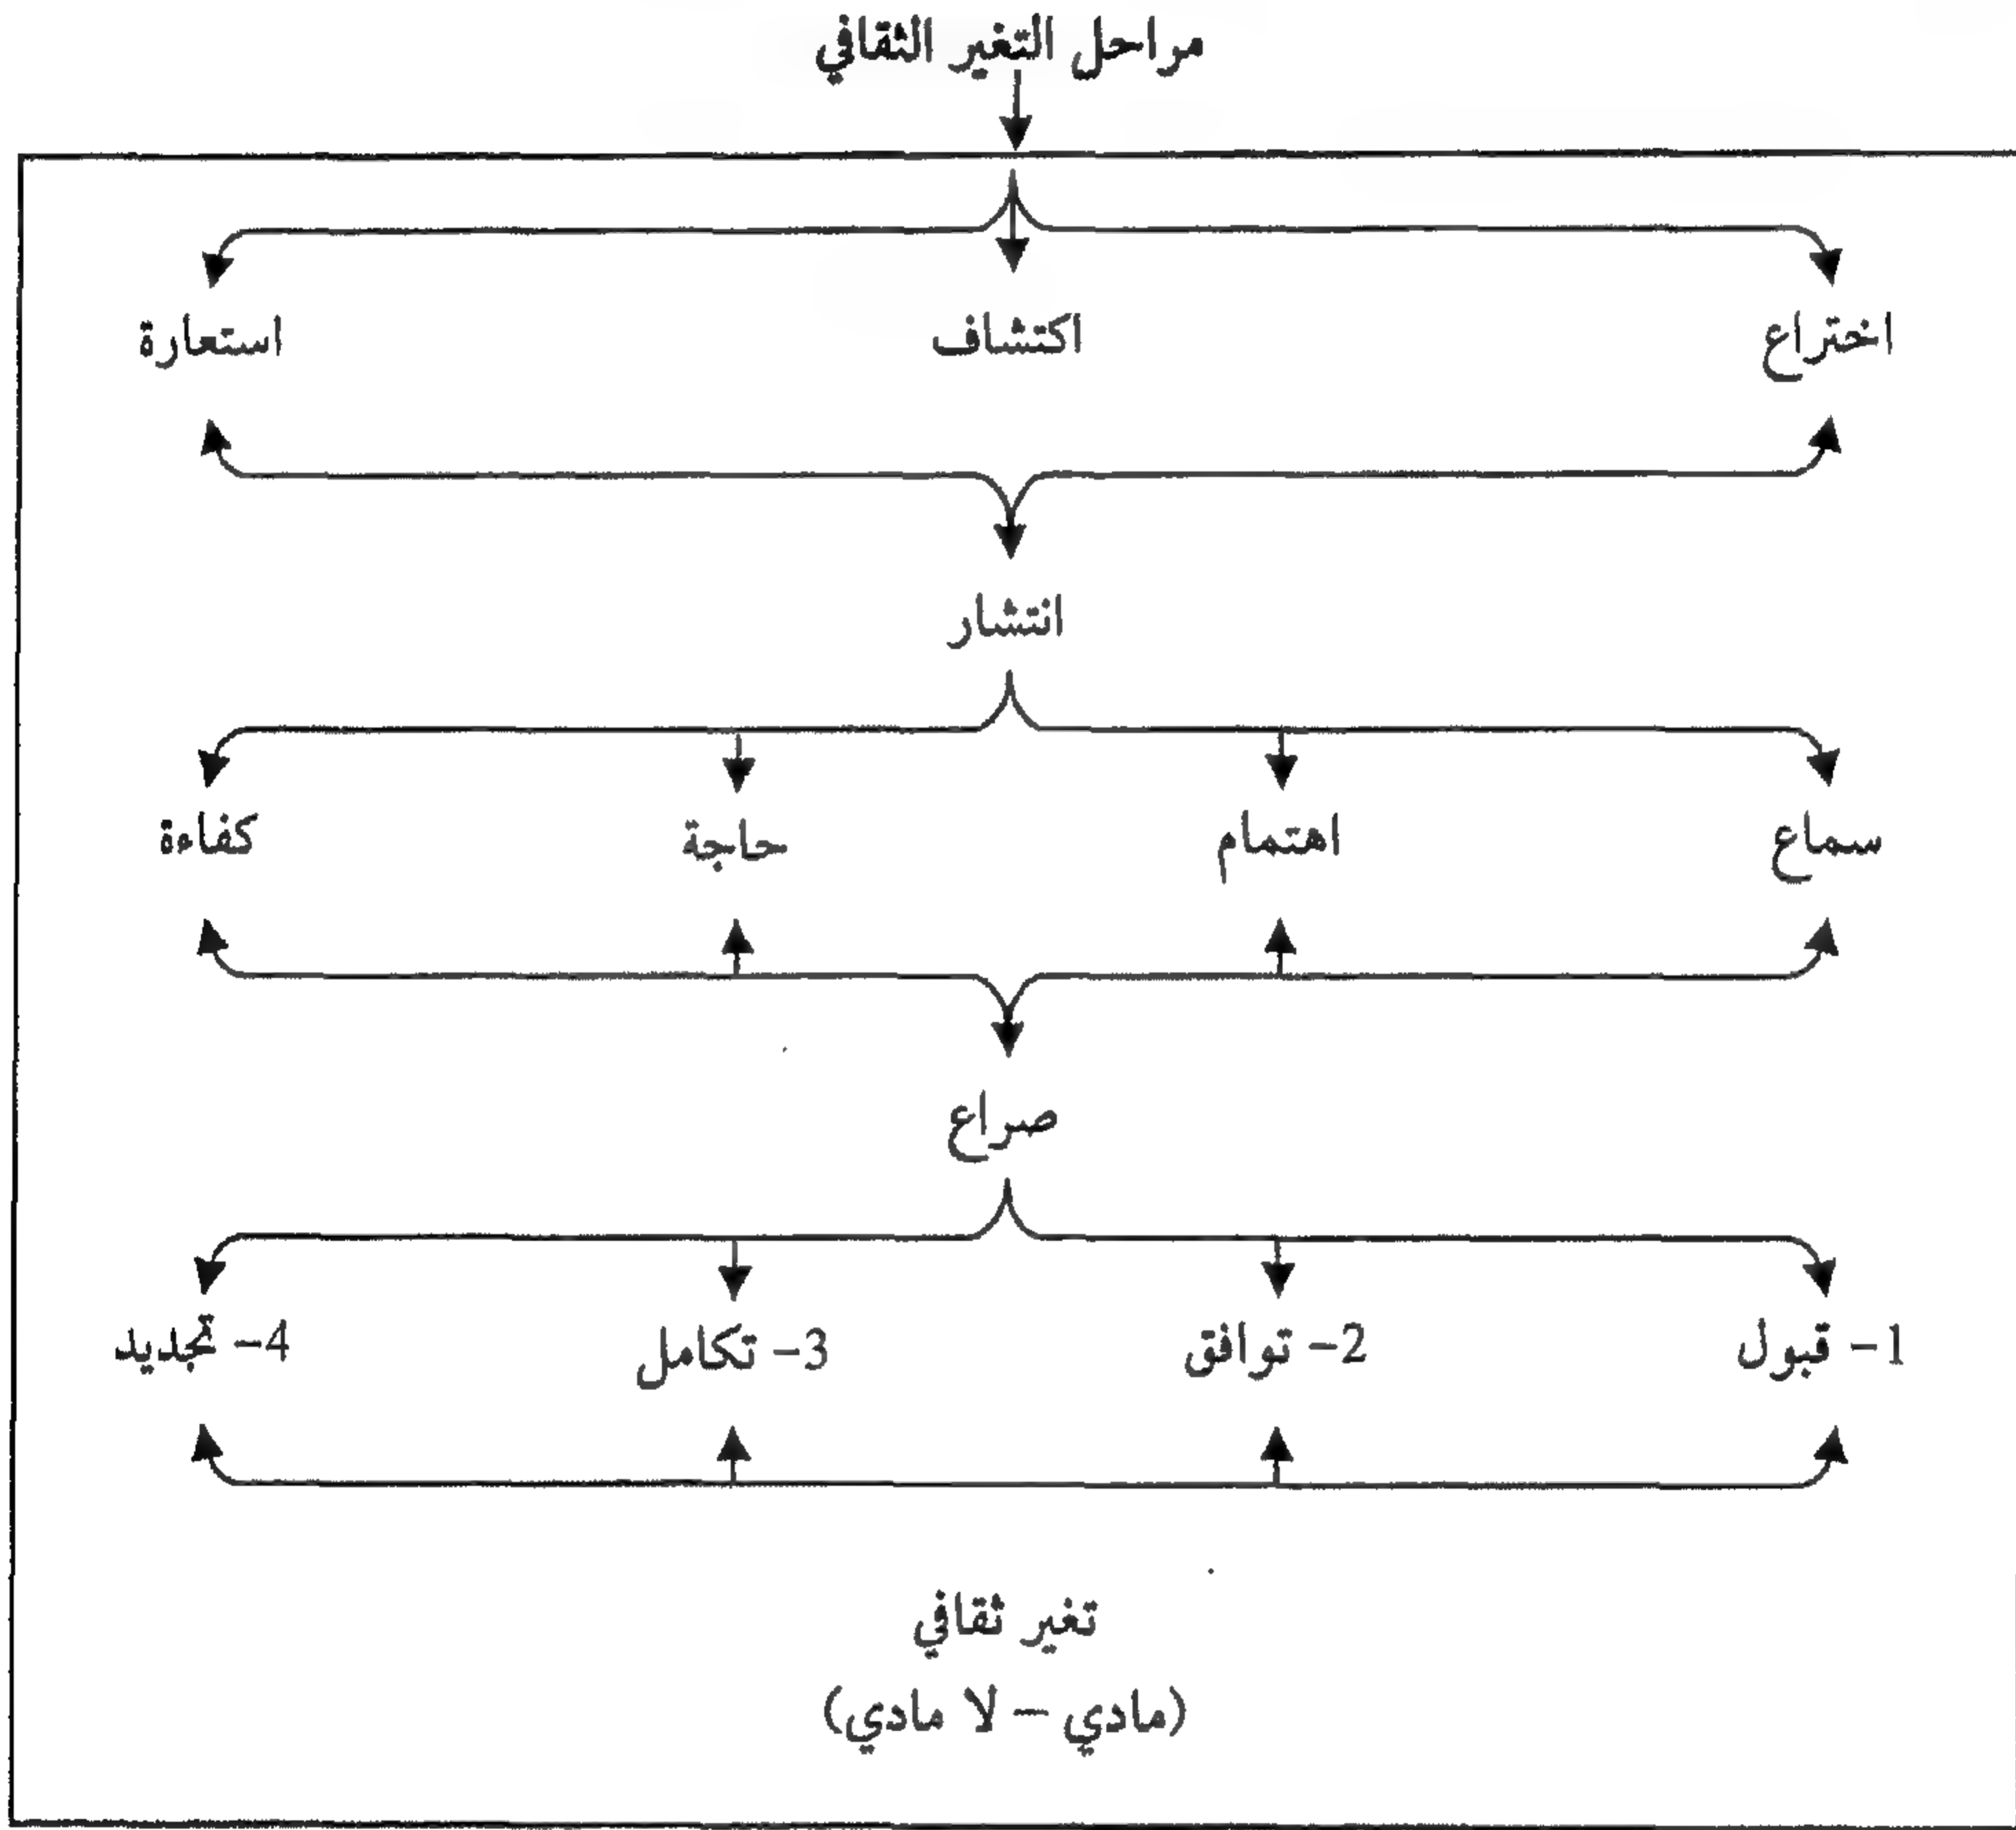 مراحل التغير الثقافي
اختراع اكتشاف استعارة
انتشار
سماع اهتمام حاجة كفاءة
صراع
1- قبول 2- توافق 3- تكامل 4- تجديد
تغير ثقافي
(مادي – لا مادي)